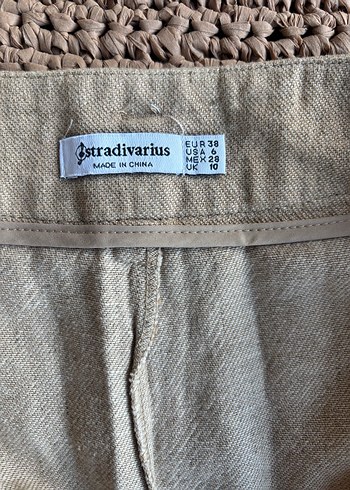 stradivarius
MADE IN CHINA
EUR 38
USA 6
MEX 28
UK 10